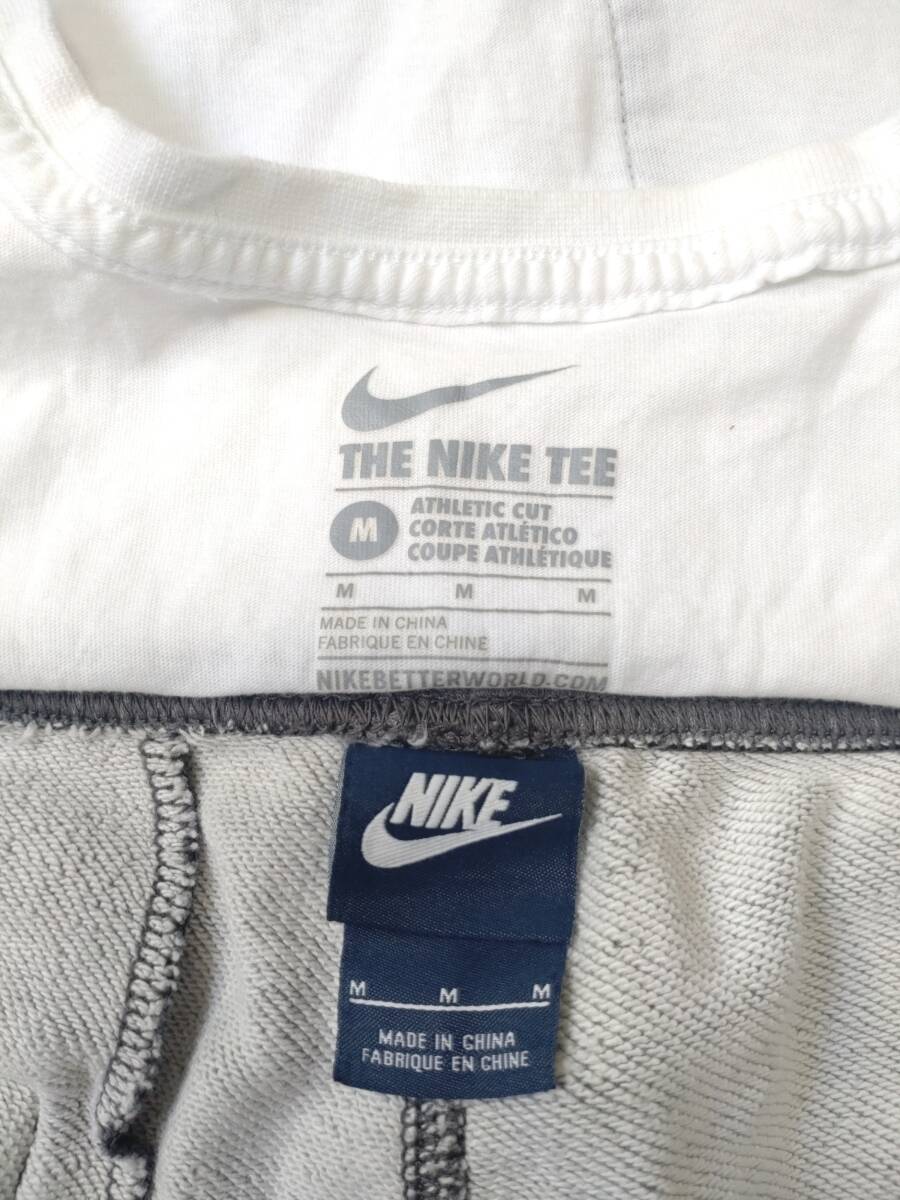 THE NIKE TEE
M
ATHLETIC CUT
CORTE ATLÉTICO
COUPE ATHLÉTIQUE
M M M
MADE IN CHINA
FABRIQUE EN CHINE
NIKEBETTERWORLD.COM
NIKE
M M M
MADE IN CHINA
FABRIQUE EN CHINE